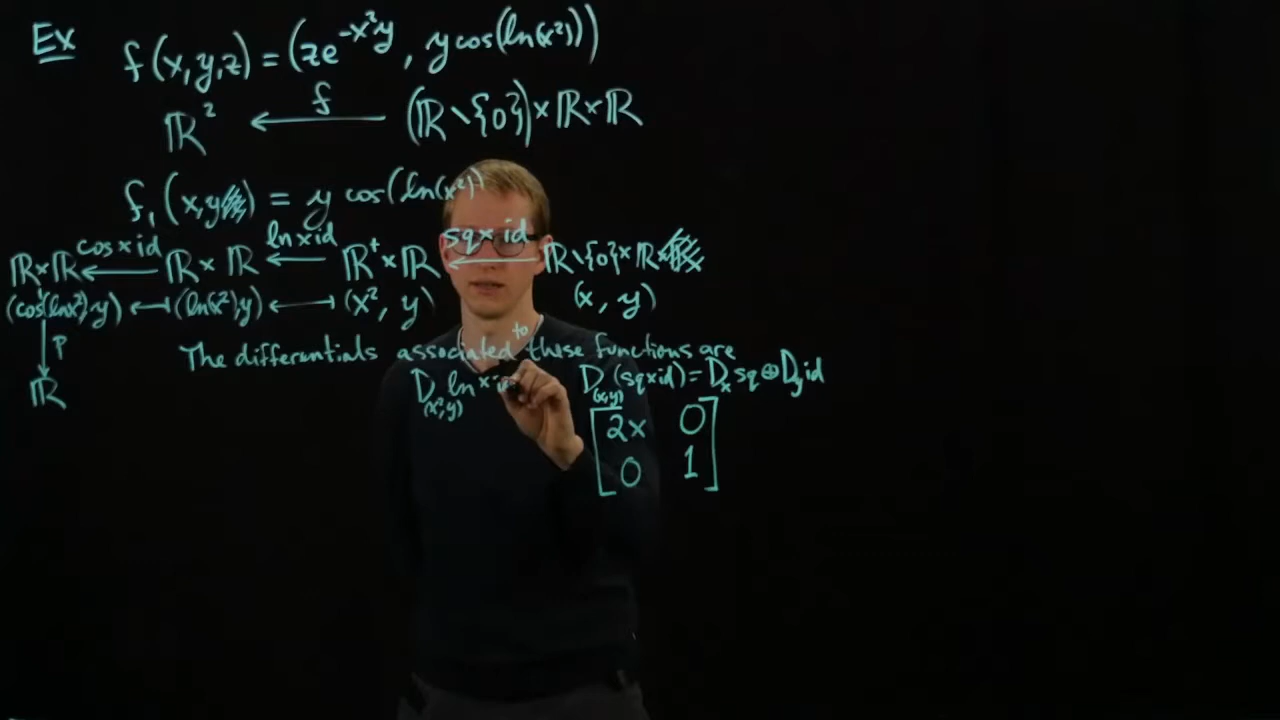 Ex f(x,y,z) = (ze^{-x²y}, y cos(ln(x²)))
ℝ² ←f— (ℝ∖{0})×ℝ×ℝ
f₁(x,y) = y cos(ln(x²))
ℝ×ℝ ←cos×id— ℝ×ℝ ←ln×id— ℝ⁺×ℝ ←sq×id— ℝ∖{0}×ℝ
(cos(lnx²),y) ↤ (ln(x²),y) ⟷ (x², y) (x, y)
↓ p
ℝ
The differentials associated to these functions are
D_{(x²,y)} ln×id D_{(x,y)}(sq×id) = D_x sq ⊕ D_y id
[2x 0
0 1]